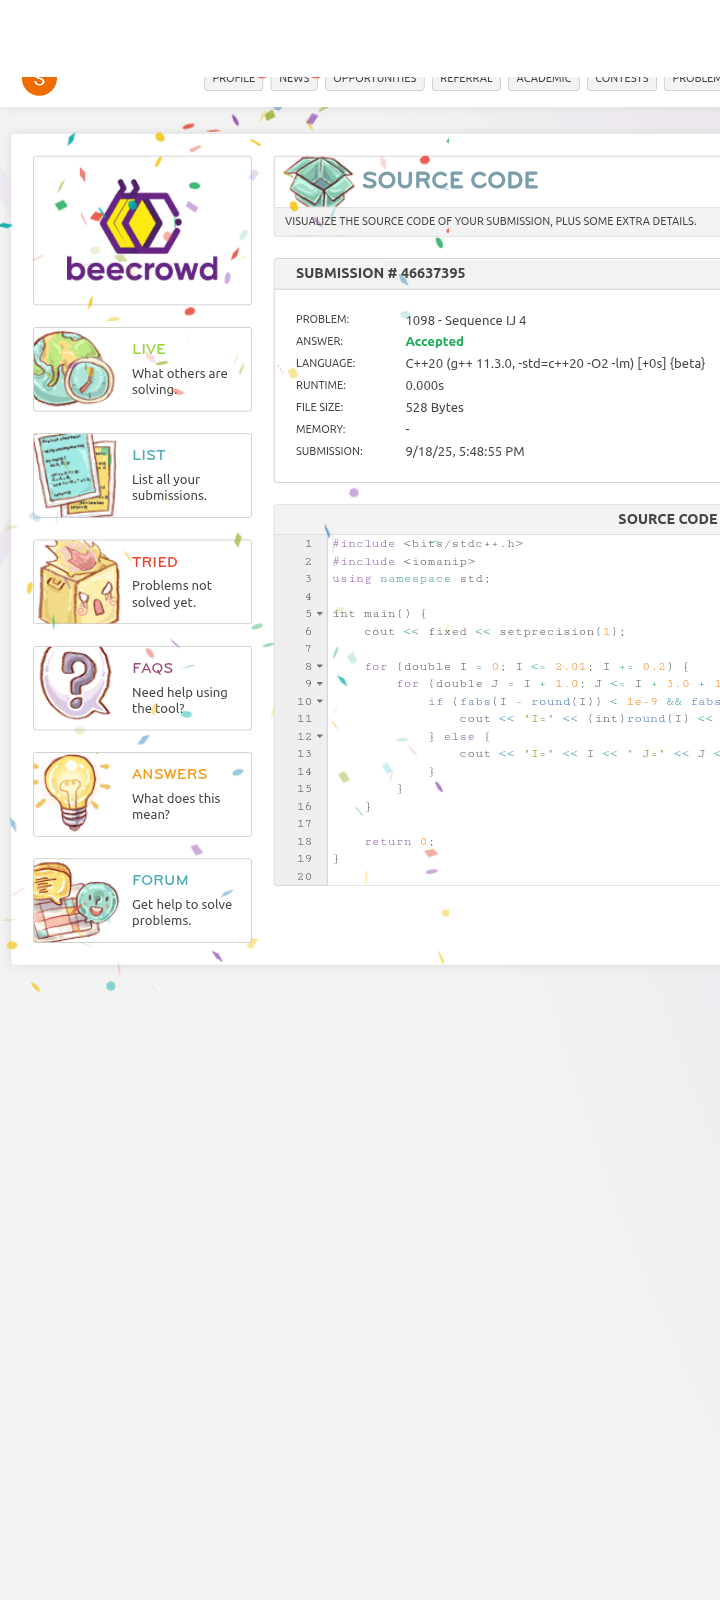 S
PROFILE
NEWS
OPPORTUNITIES
REFERRAL
ACADEMIC
CONTESTS
beecrowd
LIVE
What others are
solving.
LIST
List all your
submissions.
TRIED
Problems not
solved yet.
FAQS
Need help using
the tool?
ANSWERS
What does this
mean?
FORUM
Get help to solve
problems.
SOURCE CODE
VISUALIZE THE SOURCE CODE OF YOUR SUBMISSION, PLUS SOME EXTRA DETAILS.
SUBMISSION # 46637395
PROBLEM: 1098 - Sequence IJ 4
ANSWER: Accepted
LANGUAGE: C++20 (g++ 11.3.0, -std=c++20 -O2 -lm) [+0s] {beta}
RUNTIME: 0.000s
FILE SIZE: 528 Bytes
MEMORY: -
SUBMISSION: 9/18/25, 5:48:55 PM
SOURCE CODE
1 #include <bits/stdc++.h>
2 #include <iomanip>
3 using namespace std;
4
5 int main() {
6     cout << fixed << setprecision(1);
7
8     for (double I = 0; I <= 2.01; I += 0.2) {
9         for (double J = I + 1.0; J <= I + 3.0 + 
10             if (fabs(I - round(I)) < 1e-9 && fabs
11                 cout << "I=" << (int)round(I) <<
12             } else {
13                 cout << "I=" << I << " J=" << J <
14             }
15         }
16     }
17
18     return 0;
19 }
20